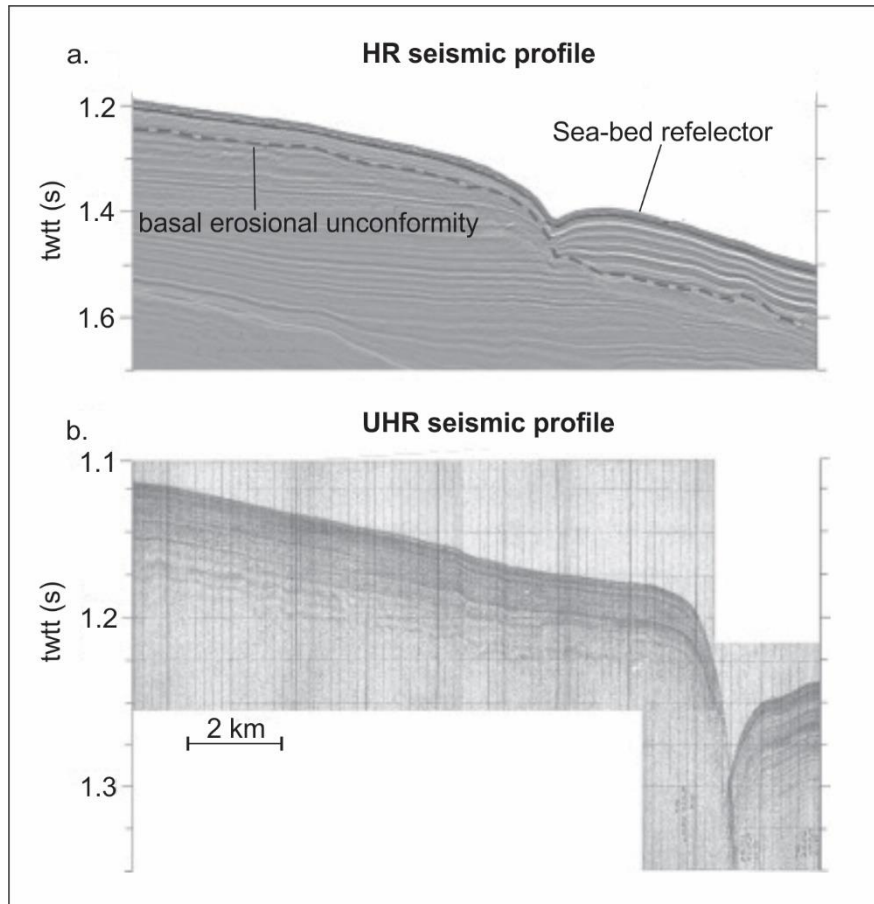 a.
HR seismic profile
1.2
Sea-bed refelector
1.4
basal erosional unconformity
twtt (s)
1.6
b.
UHR seismic profile
1.1
1.2
twtt (s)
2 km
1.3